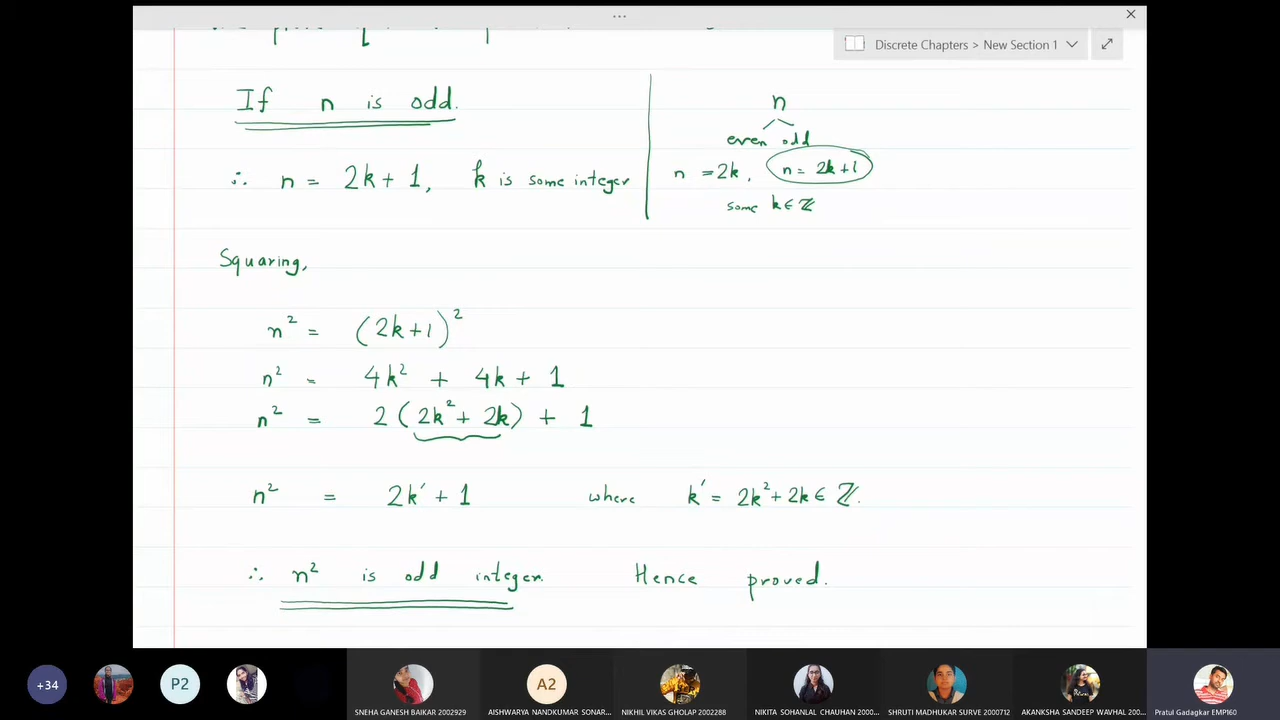 Discrete Chapters > New Section 1
If n is odd.
∴ n = 2k + 1, k is some integer
n
even odd
n = 2k, n = 2k + 1
some k ∈ ℤ
Squaring,
n² = (2k+1)²
n² = 4k² + 4k + 1
n² = 2 (2k² + 2k) + 1
n² = 2k′ + 1 where k′ = 2k² + 2k ∈ ℤ.
∴ n² is odd integer. Hence proved.
+34
P2
A2
SNEHA GANESH BAIKAR 2002929
AISHWARYA NANDKUMAR SONAR...
NIKHIL VIKAS GHOLAP 2002288
NIKITA SOHANLAL CHAUHAN 2000...
SHRUTI MADHUKAR SURVE 2000712
AKANKSHA SANDEEP WAVHAL 200...
Pratul Gadagkar EMP160